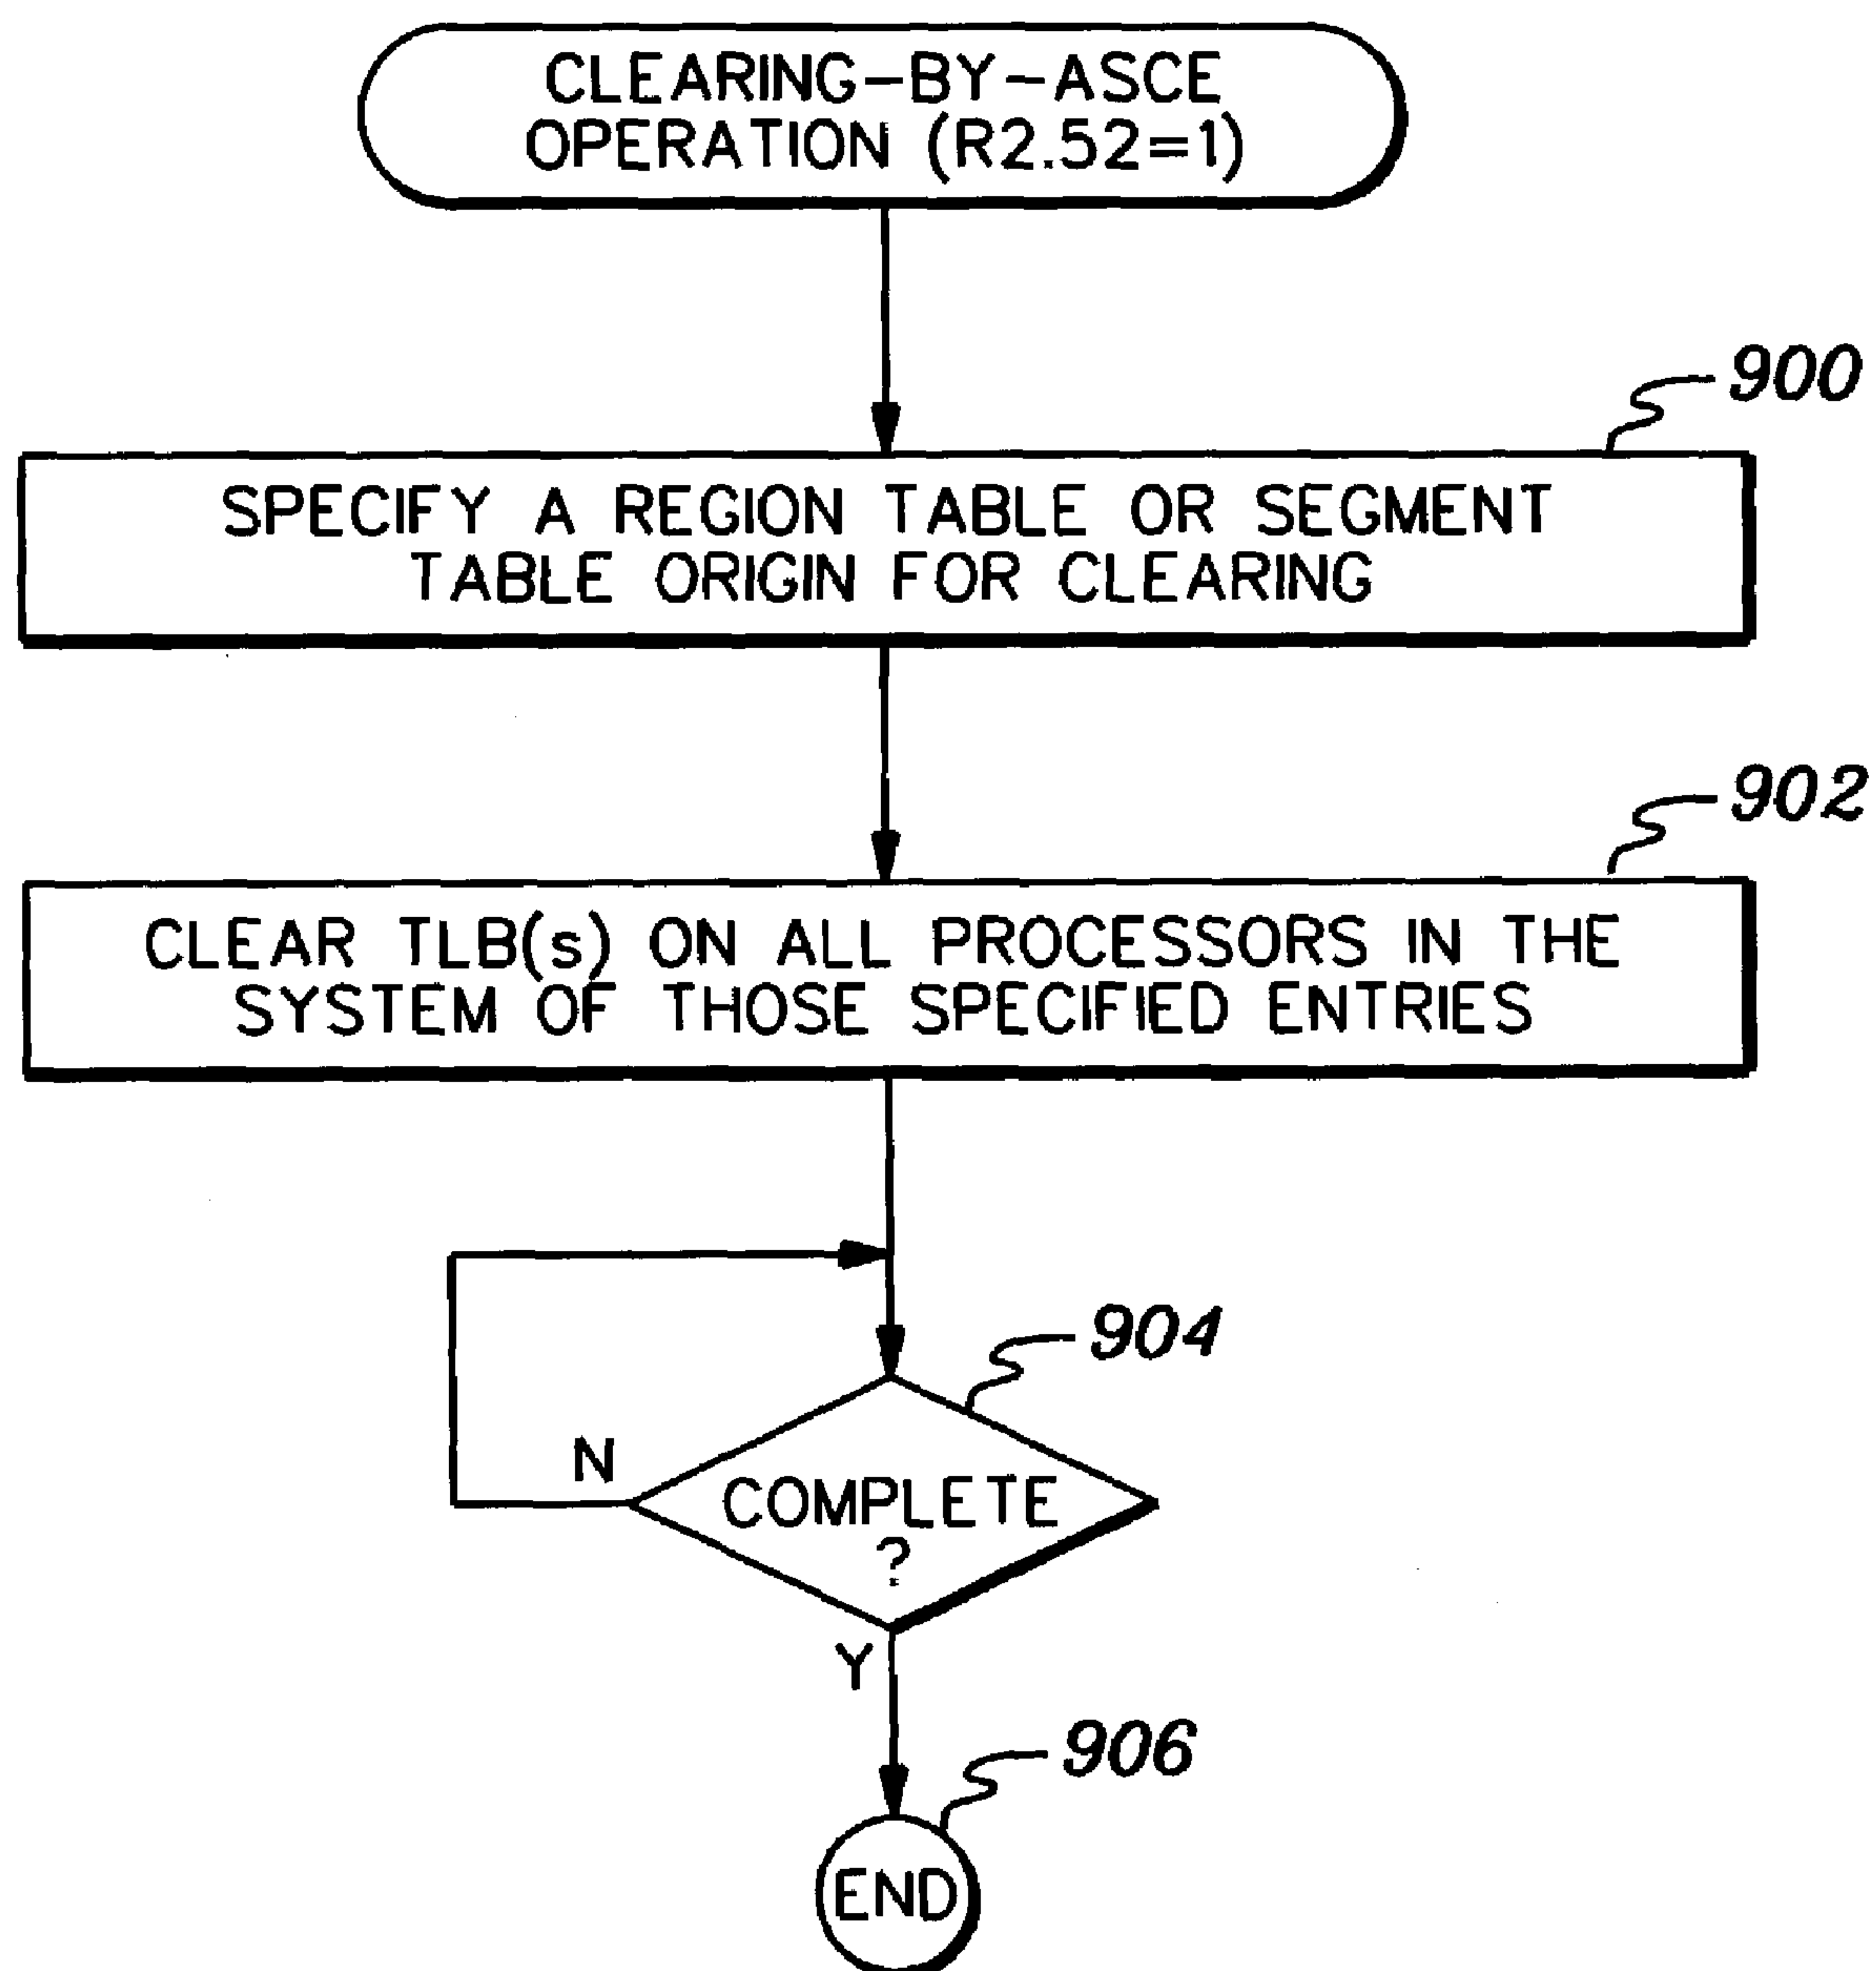 CLEARING-BY-ASCE
OPERATION (R2.52=1)
900
SPECIFY A REGION TABLE OR SEGMENT
TABLE ORIGIN FOR CLEARING
902
CLEAR TLB(s) ON ALL PROCESSORS IN THE
SYSTEM OF THOSE SPECIFIED ENTRIES
904
N
COMPLETE
?
Y
906
END